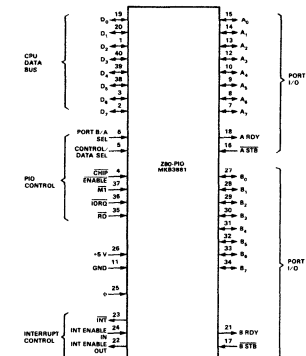 CPU
DATA
BUS
D₀ 19
D₁ 20
D₂ 1
D₃ 40
D₄ 39
D₅ 38
D₆ 3
D₇ 2
PORT B/A 6
SEL
CONTROL/ 5
DATA SEL
PIO
CONTROL
CHIP 4
ENABLE
M1 37
IORQ 36
RD 35
+5 V 26
GND 11
Φ 25
INTERRUPT
CONTROL
INT 23
INT ENABLE 24
IN
INT ENABLE 22
OUT
Z80-PIO
MK83881
15 A₀
14 A₁
13 A₂
12 A₃
10 A₄
9 A₅
8 A₆
7 A₇
PORT
I/O
18 A RDY
16 A STB
27 B₀
28 B₁
29 B₂
30 B₃
31 B₄
32 B₅
33 B₆
34 B₇
PORT
I/O
21 B RDY
17 B STB